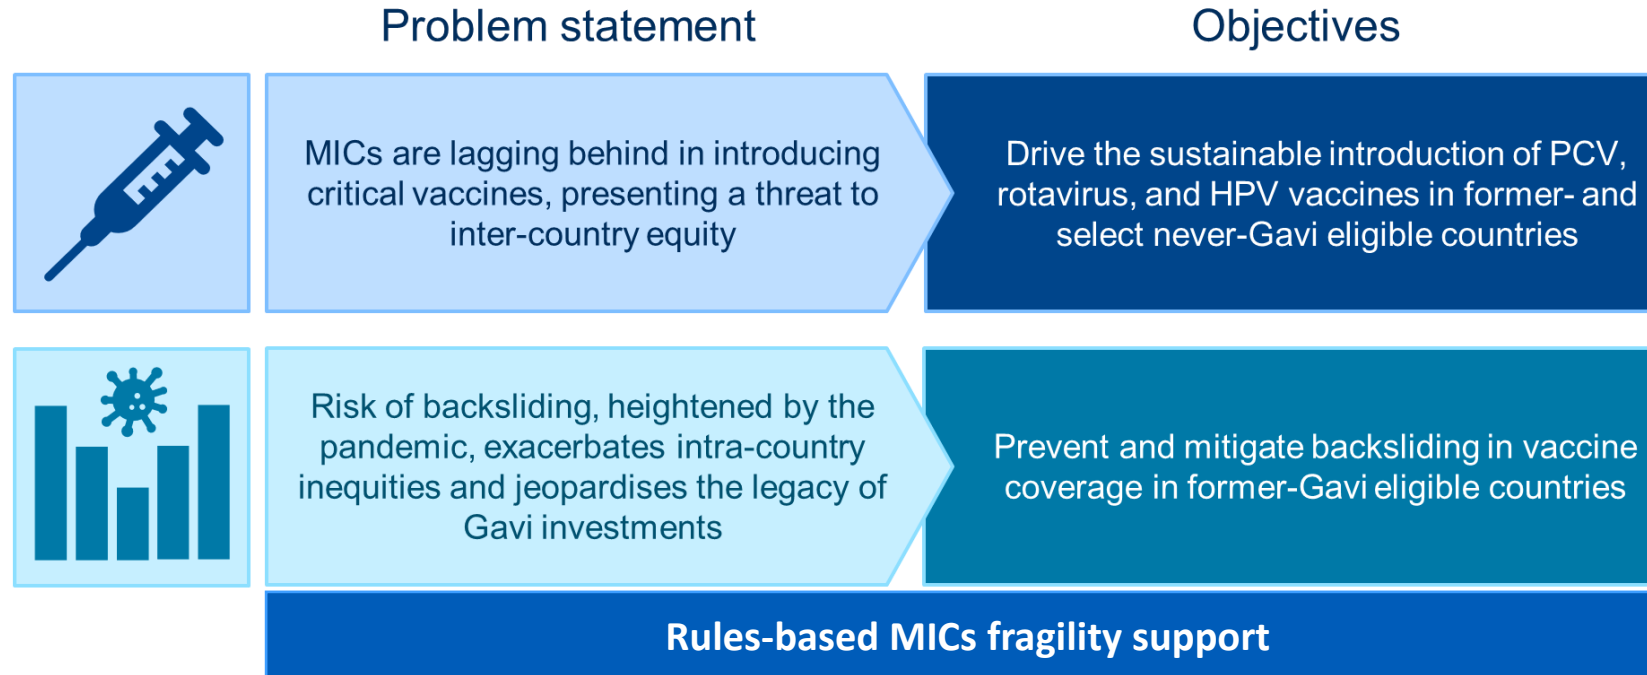 Problem statement
Objectives
MICs are lagging behind in introducing
critical vaccines, presenting a threat to
inter-country equity
Drive the sustainable introduction of PCV,
rotavirus, and HPV vaccines in former- and
select never-Gavi eligible countries
Risk of backsliding, heightened by the
pandemic, exacerbates intra-country
inequities and jeopardises the legacy of
Gavi investments
Prevent and mitigate backsliding in vaccine
coverage in former-Gavi eligible countries
Rules-based MICs fragility support